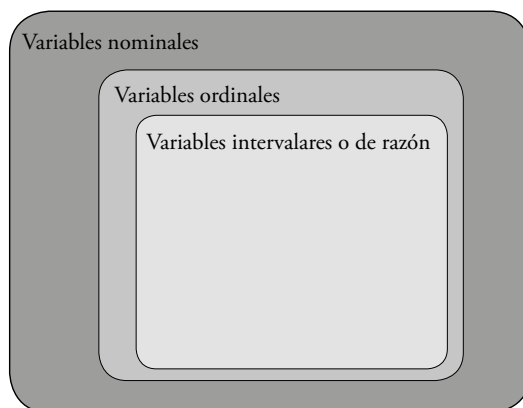 Variables nominales
Variables ordinales
Variables intervalares o de razón